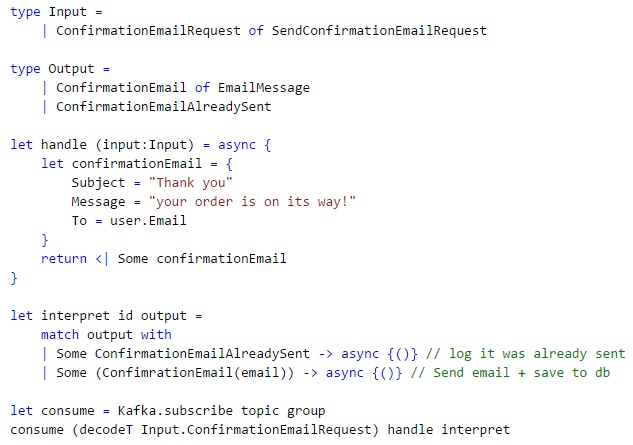 type Input =
    | ConfirmationEmailRequest of SendConfirmationEmailRequest

type Output =
    | ConfirmationEmail of EmailMessage
    | ConfirmationEmailAlreadySent

let handle (input:Input) = async {
    let confirmationEmail = {
        Subject = "Thank you"
        Message = "your order is on its way!"
        To = user.Email
    }
    return <| Some confirmationEmail
}

let interpret id output =
    match output with
    | Some ConfirmationEmailAlreadySent -> async {()} // log it was already sent
    | Some (ConfimrationEmail(email)) -> async {()} // Send email + save to db

let consume = Kafka.subscribe topic group
consume (decodeT Input.ConfirmationEmailRequest) handle interpret